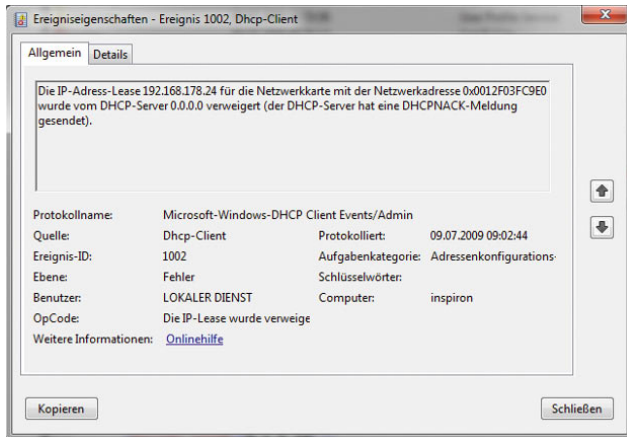 Ereigniseigenschaften - Ereignis 1002, Dhcp-Client
Allgemein
Details
Die IP-Adress-Lease 192.168.178.24 für die Netzwerkkarte mit der Netzwerkadresse 0x0012F03FC9E0
wurde vom DHCP-Server 0.0.0.0 verweigert (der DHCP-Server hat eine DHCPNACK-Meldung
gesendet).
Protokollname: Microsoft-Windows-DHCP Client Events/Admin
Quelle: Dhcp-Client Protokolliert: 09.07.2009 09:02:44
Ereignis-ID: 1002 Aufgabenkategorie: Adressenkonfigurations-
Ebene: Fehler Schlüsselwörter:
Benutzer: LOKALER DIENST Computer: inspiron
OpCode: Die IP-Lease wurde verweige
Weitere Informationen: Onlinehilfe
Kopieren Schließen